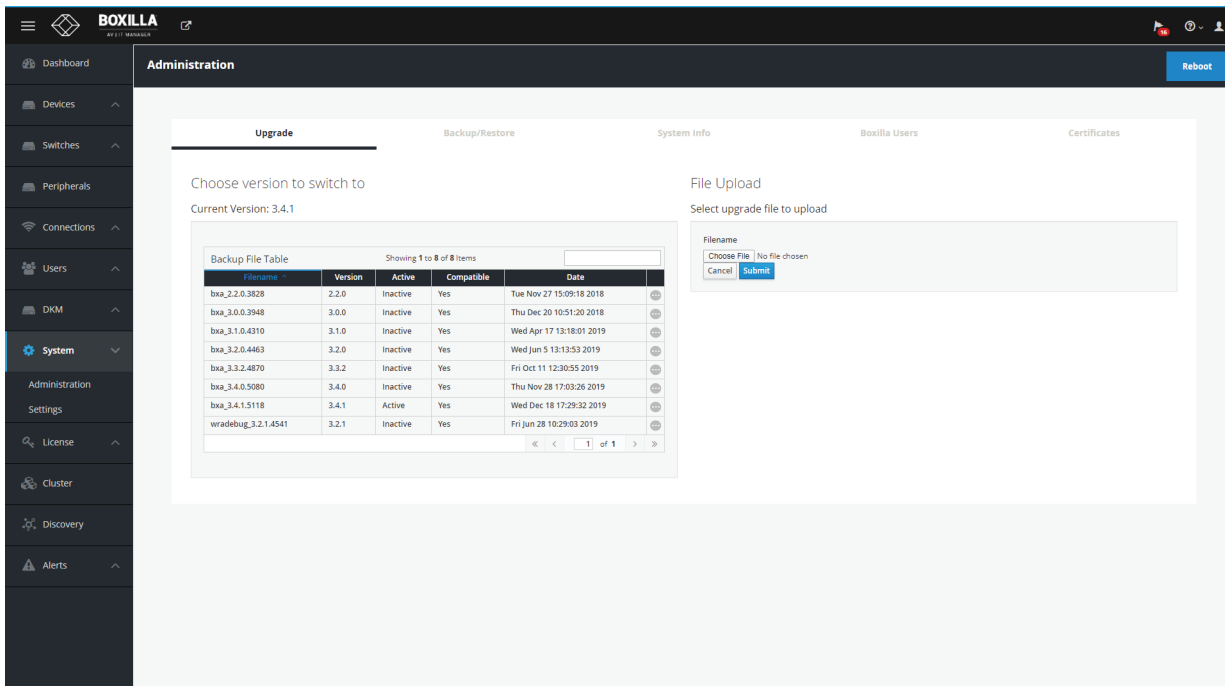 BOXILLA
AV | IT MANAGER
16
Dashboard
Devices
Switches
Peripherals
Connections
Users
DKM
System
Administration
Settings
License
Cluster
Discovery
Alerts
Administration
Reboot
Upgrade Backup/Restore System Info Boxilla Users Certificates
Choose version to switch to
Current Version: 3.4.1
Backup File Table Showing 1 to 8 of 8 Items
Filename Version Active Compatible Date
bxa_2.2.0.3828 2.2.0 Inactive Yes Tue Nov 27 15:09:18 2018
bxa_3.0.0.3948 3.0.0 Inactive Yes Thu Dec 20 10:51:20 2018
bxa_3.1.0.4310 3.1.0 Inactive Yes Wed Apr 17 13:18:01 2019
bxa_3.2.0.4463 3.2.0 Inactive Yes Wed Jun 5 13:13:53 2019
bxa_3.3.2.4870 3.3.2 Inactive Yes Fri Oct 11 12:30:55 2019
bxa_3.4.0.5080 3.4.0 Inactive Yes Thu Nov 28 17:03:26 2019
bxa_3.4.1.5118 3.4.1 Active Yes Wed Dec 18 17:29:32 2019
wradebug_3.2.1.4541 3.2.1 Inactive Yes Fri Jun 28 10:29:03 2019
1 of 1
File Upload
Select upgrade file to upload
Filename
Choose File No file chosen
Cancel Submit